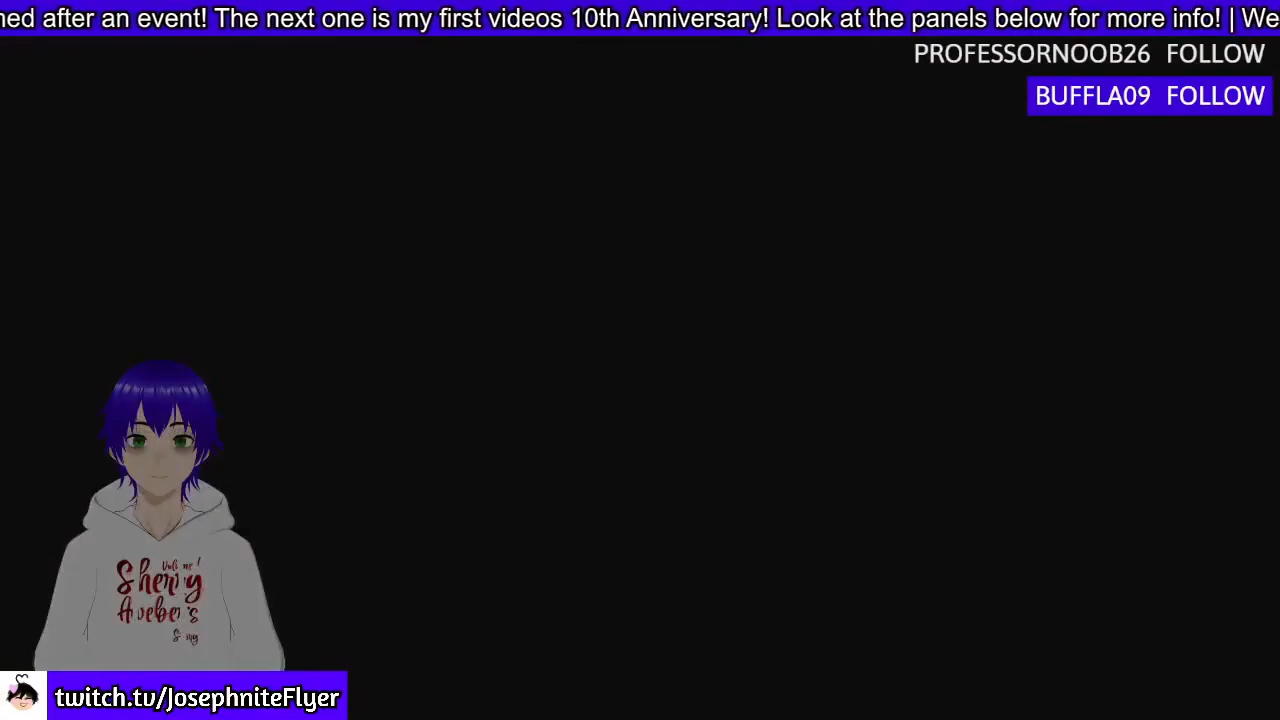 ned after an event! The next one is my first videos 10th Anniversary! Look at the panels below for more info! | We
PROFESSORNOOB26 FOLLOW
BUFFLA09 FOLLOW
Sherry
twitch.tv/JosephniteFlyer